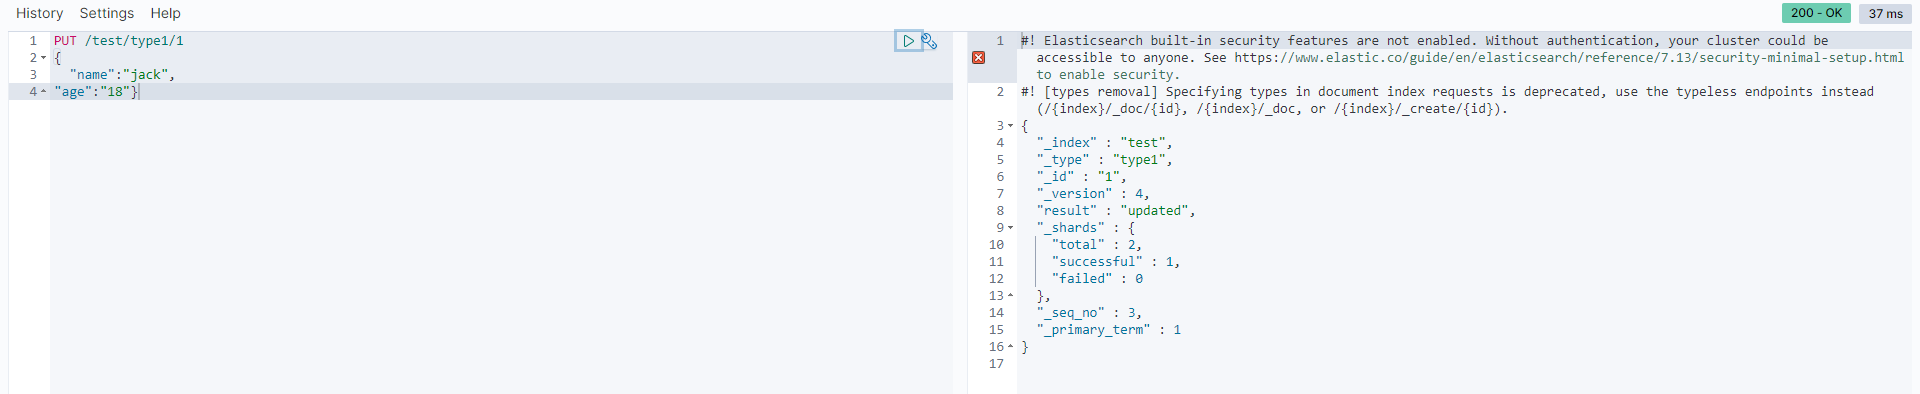 History Settings Help 200 - OK 37 ms
1 PUT /test/type1/1
2 {
3 "name":"jack",
4 "age":"18"}
1 #! Elasticsearch built-in security features are not enabled. Without authentication, your cluster could be
accessible to anyone. See https://www.elastic.co/guide/en/elasticsearch/reference/7.13/security-minimal-setup.html
to enable security.
2 #! [types removal] Specifying types in document index requests is deprecated, use the typeless endpoints instead
(/{index}/_doc/{id}, /{index}/_doc, or /{index}/_create/{id}).
3 {
4 "_index" : "test",
5 "_type" : "type1",
6 "_id" : "1",
7 "_version" : 4,
8 "result" : "updated",
9 "_shards" : {
10 "total" : 2,
11 "successful" : 1,
12 "failed" : 0
13 },
14 "_seq_no" : 3,
15 "_primary_term" : 1
16 }
17